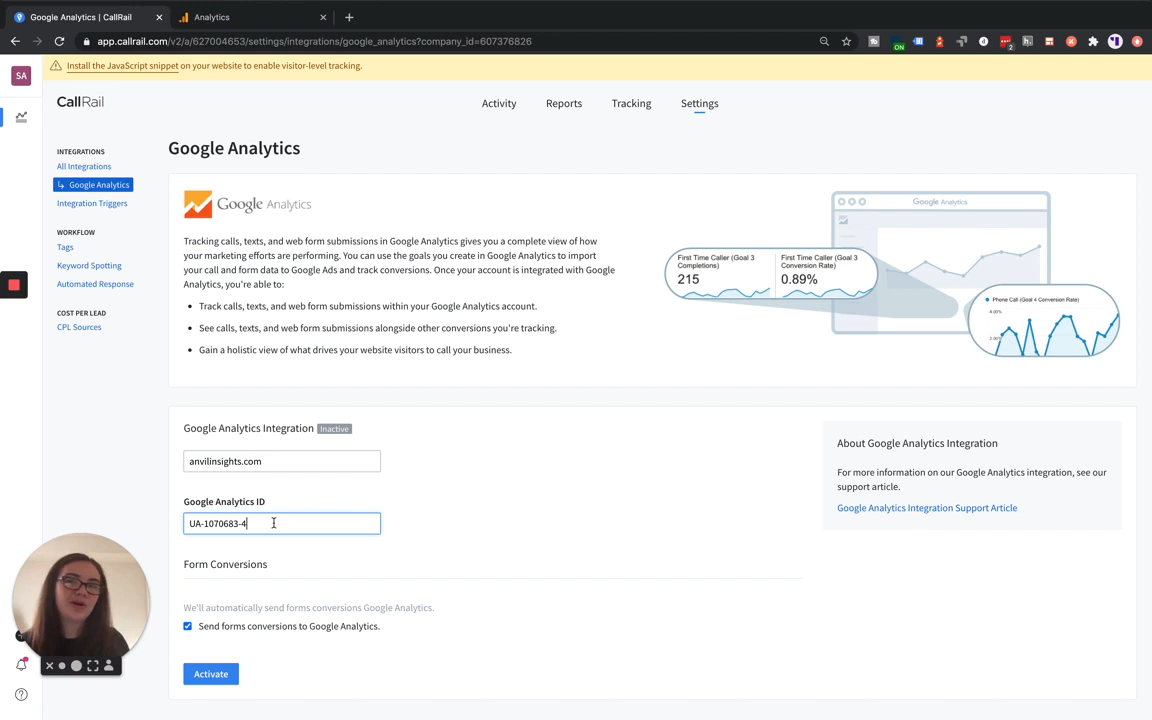 Google Analytics | CallRail
Analytics
app.callrail.com/v2/a/627004653/settings/integrations/google_analytics?company_id=607376826
ON
2
SA
Install the JavaScript snippet on your website to enable visitor-level tracking.
CallRail
Activity
Reports
Tracking
Settings
INTEGRATIONS
All Integrations
Google Analytics
Integration Triggers
WORKFLOW
Tags
Keyword Spotting
Automated Response
COST PER LEAD
CPL Sources
Google Analytics
Google Analytics
Tracking calls, texts, and web form submissions in Google Analytics gives you a complete view of how
your marketing efforts are performing. You can use the goals you create in Google Analytics to import
your call and form data to Google Ads and track conversions. Once your account is integrated with Google
Analytics, you're able to:
Track calls, texts, and web form submissions within your Google Analytics account.
See calls, texts, and web form submissions alongside other conversions you're tracking.
Gain a holistic view of what drives your website visitors to call your business.
Google Analytics
First Time Caller (Goal 3
Completions)
215
First Time Caller (Goal 3
Conversion Rate)
0.89%
Phone Call (Goal 4 Conversion Rate)
4.00%
2.00%
Google Analytics Integration Inactive
anvilinsights.com
Google Analytics ID
UA-1070683-4
Form Conversions
We'll automatically send forms conversions Google Analytics.
Send forms conversions to Google Analytics.
Activate
About Google Analytics Integration
For more information on our Google Analytics integration, see our
support article.
Google Analytics Integration Support Article